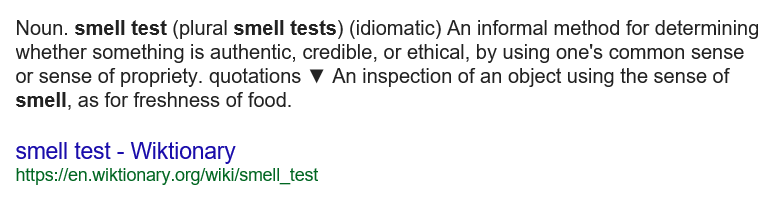 Noun. smell test (plural smell tests) (idiomatic) An informal method for determining
whether something is authentic, credible, or ethical, by using one's common sense
or sense of propriety. quotations ▼ An inspection of an object using the sense of
smell, as for freshness of food.
smell test - Wiktionary
https://en.wiktionary.org/wiki/smell_test